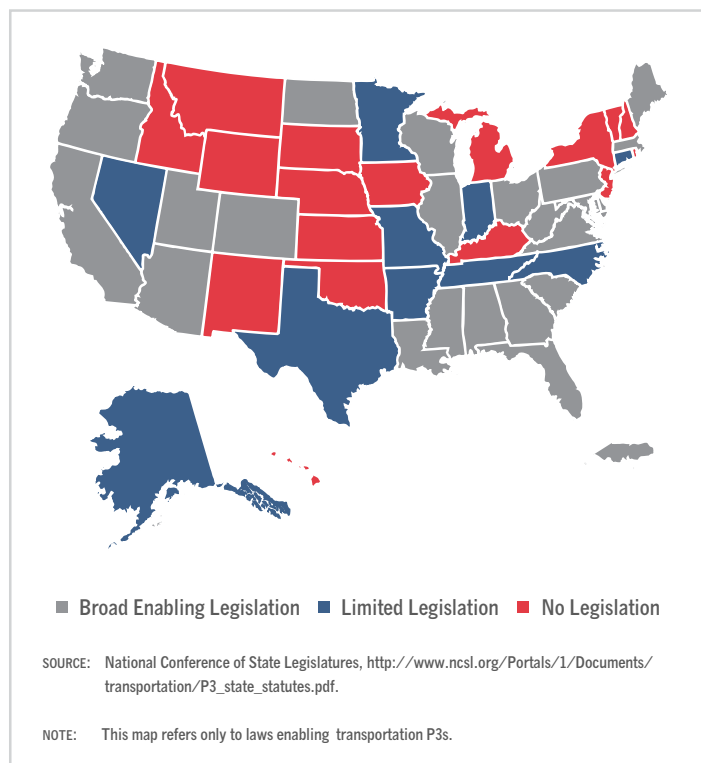 Broad Enabling Legislation Limited Legislation No Legislation
SOURCE: National Conference of State Legislatures, http://www.ncsl.org/Portals/1/Documents/
transportation/P3_state_statutes.pdf.
NOTE: This map refers only to laws enabling transportation P3s.